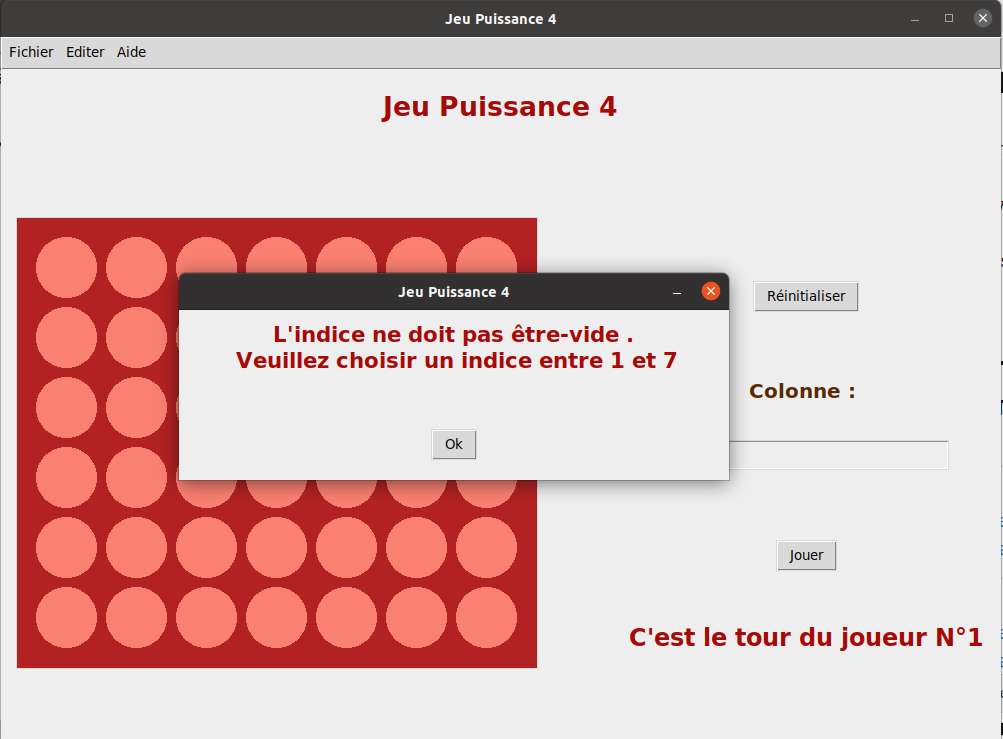 Jeu Puissance 4
Fichier Editer Aide
Jeu Puissance 4
Jeu Puissance 4
L'indice ne doit pas être-vide .
Veuillez choisir un indice entre 1 et 7
Ok
Réinitialiser
Colonne :
Jouer
C'est le tour du joueur N°1